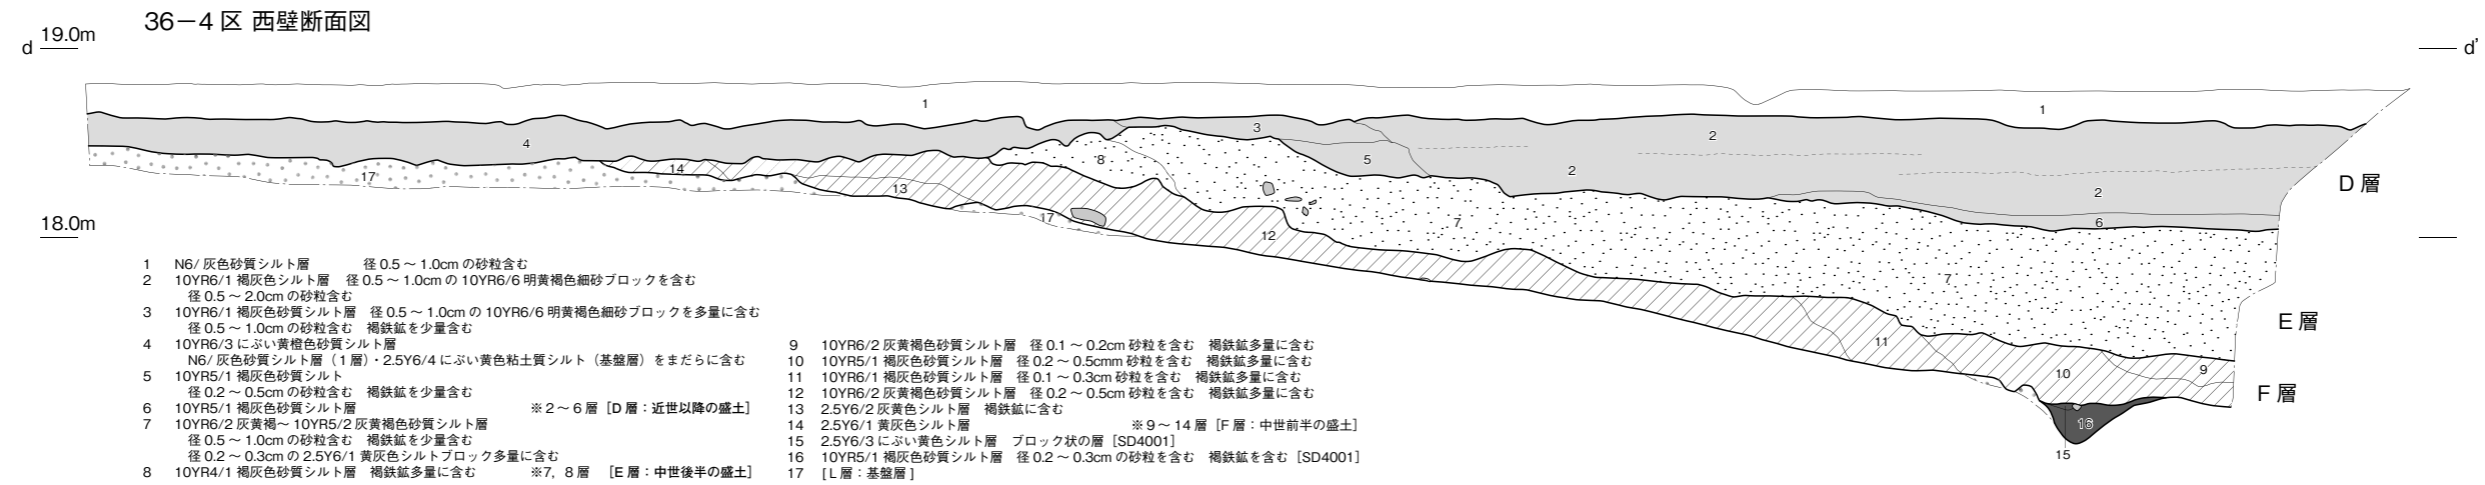 36－4 区 西壁断面図
d 19.0m
d'
1
1
3
2
4
8
5
2
14
17
13
2
D 層
17
7
6
18.0m
12
7
E 層
11
10
9
F 層
16
15
1 N6/ 灰色砂質シルト層 径 0.5 ～ 1.0cm の砂粒含む
2 10YR6/1 褐灰色シルト層 径 0.5 ～ 1.0cm の 10YR6/6 明黄褐色細砂ブロックを含む
径 0.5 ～ 2.0cm の砂粒含む
3 10YR6/1 褐灰色砂質シルト層 径 0.5 ～ 1.0cm の 10YR6/6 明黄褐色細砂ブロックを多量に含む
径 0.5 ～ 1.0cm の砂粒含む 褐鉄鉱を少量含む
4 10YR6/3 にぶい黄橙色砂質シルト層
N6/ 灰色砂質シルト層（1 層）・2.5Y6/4 にぶい黄色粘土質シルト（基盤層）をまだらに含む
5 10YR5/1 褐灰色砂質シルト
径 0.2 ～ 0.5cm の砂粒含む 褐鉄鉱を少量含む
6 10YR5/1 褐灰色砂質シルト層 ※2 ～ 6 層［D 層：近世以降の盛土］
7 10YR6/2 灰黄褐～ 10YR5/2 灰黄褐色砂質シルト層
径 0.5 ～ 1.0cm の砂粒含む 褐鉄鉱を少量含む
径 0.2 ～ 0.3cm の 2.5Y6/1 黄灰色シルトブロック多量に含む
8 10YR4/1 褐灰色砂質シルト層 褐鉄鉱多量に含む ※7，8 層 ［E 層：中世後半の盛土］
9 10YR6/2 灰黄褐色砂質シルト層 径 0.1 ～ 0.2cm 砂粒を含む 褐鉄鉱多量に含む
10 10YR5/1 褐灰色砂質シルト層 径 0.2 ～ 0.5cmm 砂粒を含む 褐鉄鉱多量に含む
11 10YR6/1 褐灰色砂質シルト層 径 0.1 ～ 0.3cm 砂粒を含む 褐鉄鉱多量に含む
12 10YR6/2 灰黄褐色砂質シルト層 径 0.2 ～ 0.5cm 砂粒を含む 褐鉄鉱多量に含む
13 2.5Y6/2 灰黄色シルト層 褐鉄鉱に含む
14 2.5Y6/1 黄灰シルト層 ※9 ～ 14 層［F 層：中世前半の盛土］
15 2.5Y6/3 にぶい黄色シルト層 ブロック状の層［SD4001］
16 10YR5/1 褐灰色砂質シルト層 径 0.2 ～ 0.3cm の砂粒を含む 褐鉄鉱を含む［SD4001］
17 ［L 層：基盤層］